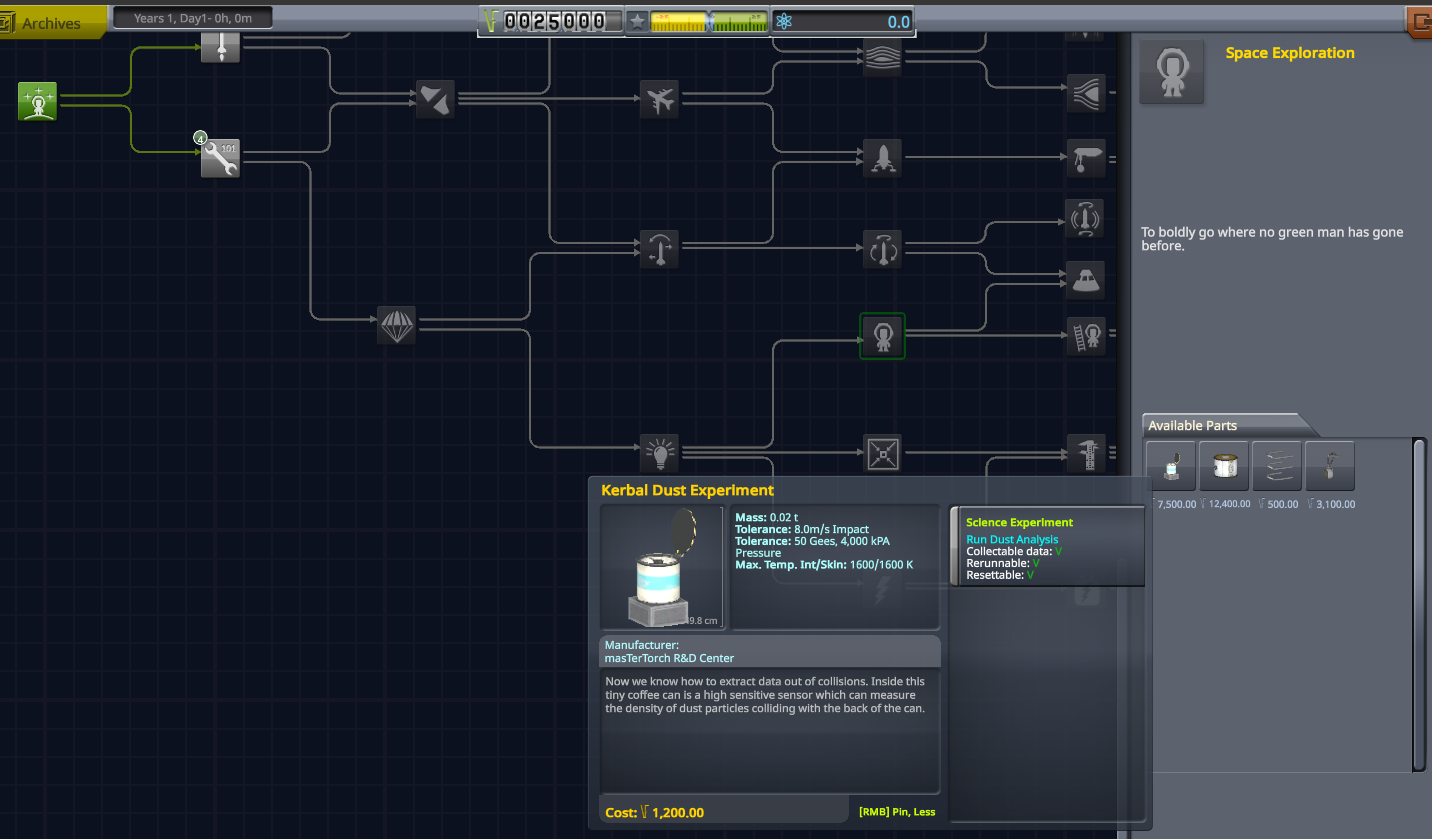 Archives
Years 1, Day1- 0h, 0m
0025000
0.0
Space Exploration
4
101
To boldly go where no green man has gone
before.
Available Parts
7,500.00
12,400.00
500.00
3,100.00
Kerbal Dust Experiment
Mass: 0.02 t
Tolerance: 8.0m/s Impact
Tolerance: 50 Gees, 4,000 kPA
Pressure
Max. Temp. Int/Skin: 1600/1600 K
9.8 cm
Science Experiment
Run Dust Analysis
Collectable data: V
Rerunnable: V
Resettable: V
Manufacturer:
masTerTorch R&D Center
Now we know how to extract data out of collisions. Inside this
tiny coffee can is a high sensitive sensor which can measure
the density of dust particles colliding with the back of the can.
Cost: 1,200.00
[RMB] Pin, Less